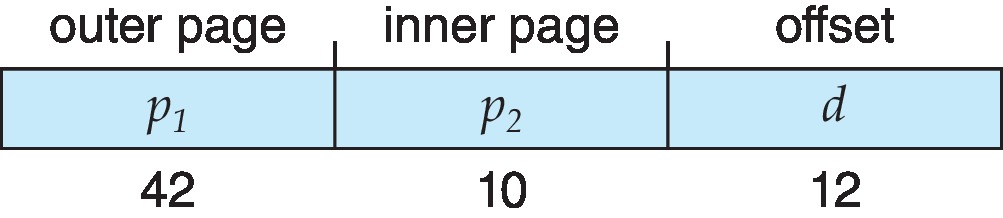 outer page inner page offset
p1 p2 d
42 10 12